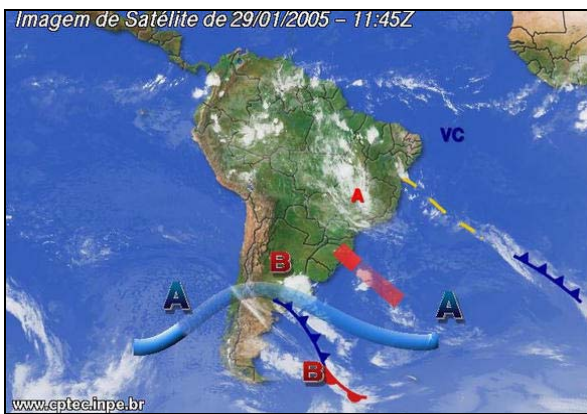 Imagem de Satélite de 29/01/2005 – 11:45Z
VC
A
B
A
A
B
www.cptec.inpe.br